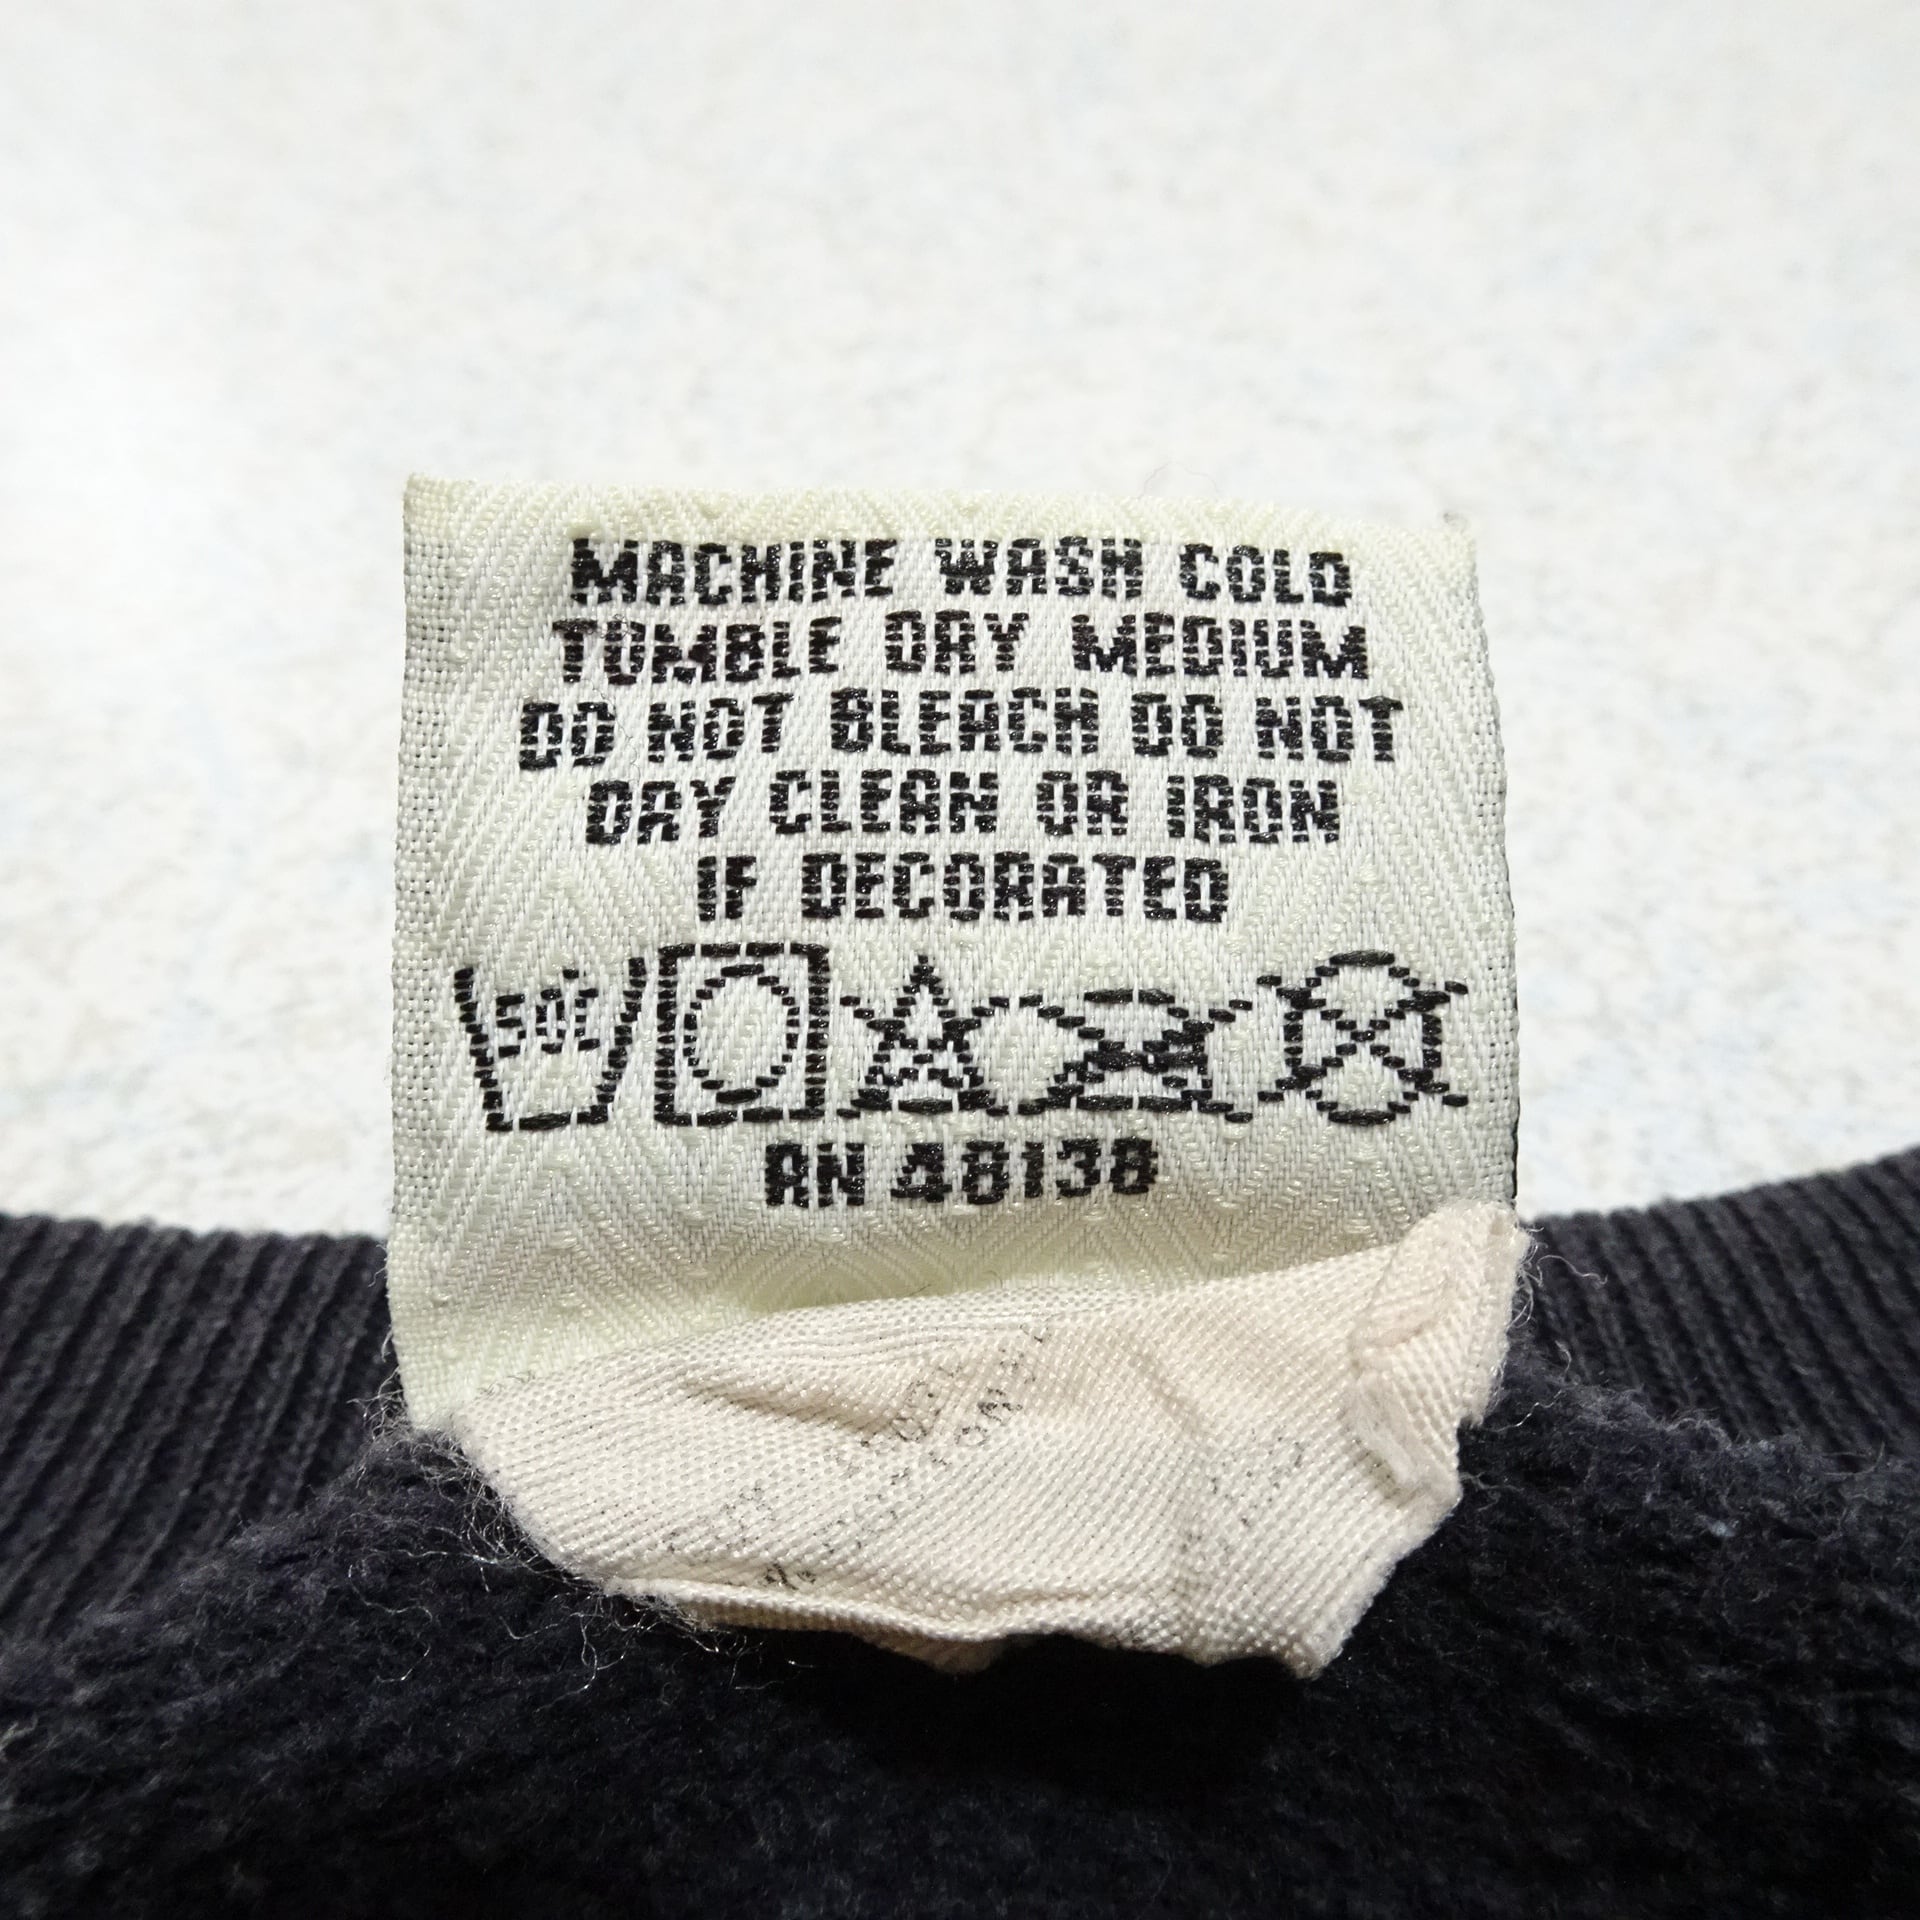 MACHINE WASH COLD
TUMBLE DRY MEDIUM
DO NOT BLEACH DO NOT
DRY CLEAN OR IRON
IF DECORATED
50C
RN 48138